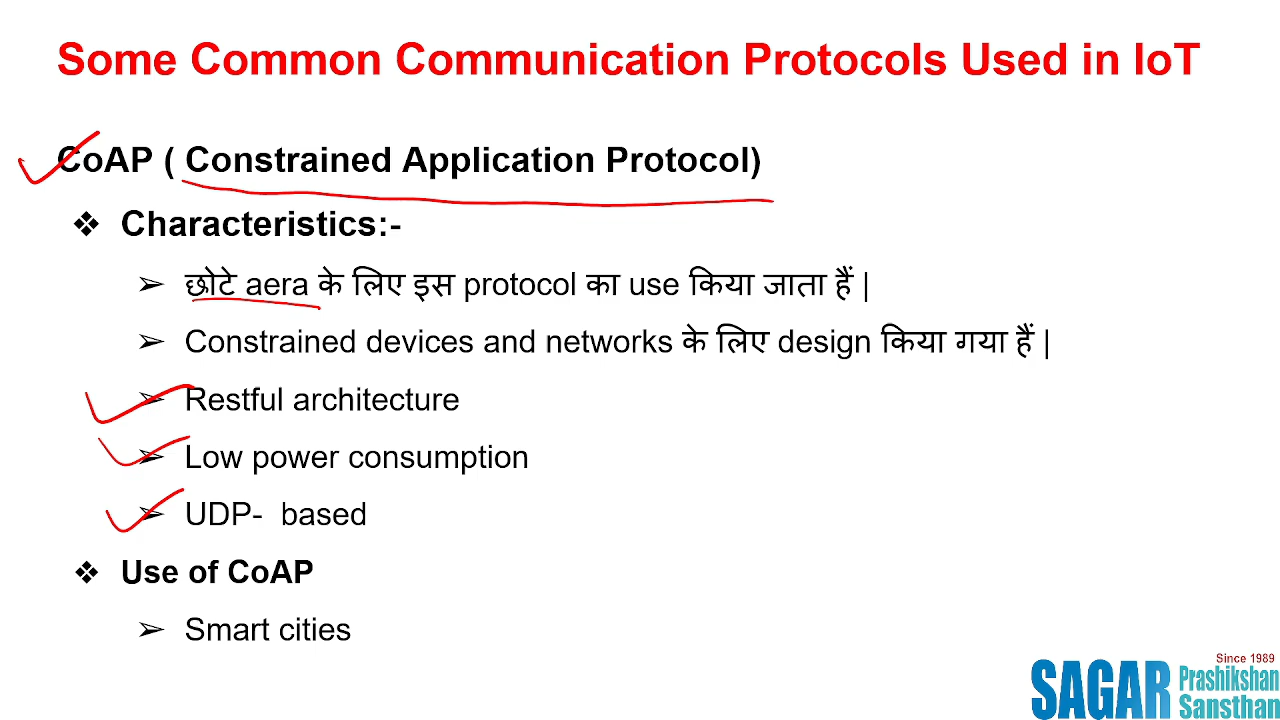 Some Common Communication Protocols Used in IoT
CoAP ( Constrained Application Protocol)
❖ Characteristics:-
➢ छोटे aera के लिए इस protocol का use किया जाता हैं |
➢ Constrained devices and networks के लिए design किया गया हैं |
➢ Restful architecture
➢ Low power consumption
➢ UDP- based
❖ Use of CoAP
➢ Smart cities
Since 1989
SAGAR Prashikshan
Sansthan